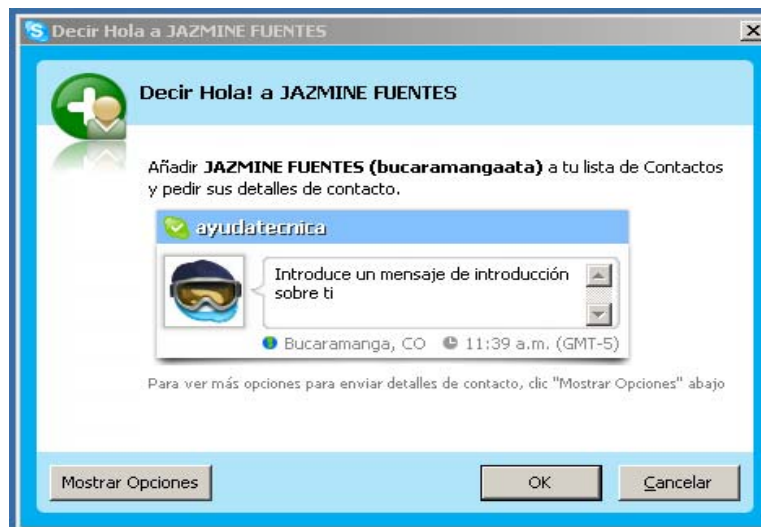 Decir Hola a JAZMINE FUENTES
Decir Hola! a JAZMINE FUENTES
Añadir JAZMINE FUENTES (bucaramangaata) a tu lista de Contactos
y pedir sus detalles de contacto.
ayudatecnica
Introduce un mensaje de introducción
sobre ti
Bucaramanga, CO 11:39 a.m. (GMT-5)
Para ver más opciones para enviar detalles de contacto, clic "Mostrar Opciones" abajo
Mostrar Opciones OK Cancelar